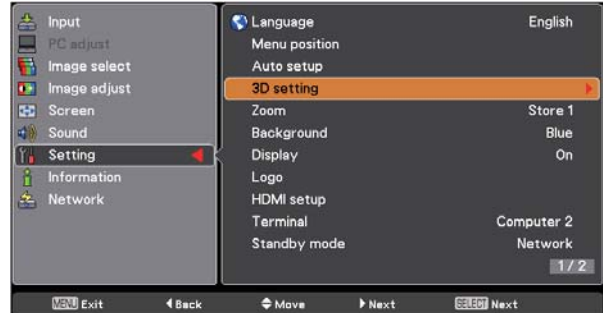 Input
PC adjust
Image select
Image adjust
Screen
Sound
Setting
Information
Network
Language English
Menu position
Auto setup
3D setting
Zoom Store 1
Background Blue
Display On
Logo
HDMI setup
Terminal Computer 2
Standby mode Network
1/2
MENU Exit Back Move Next SELECT Next